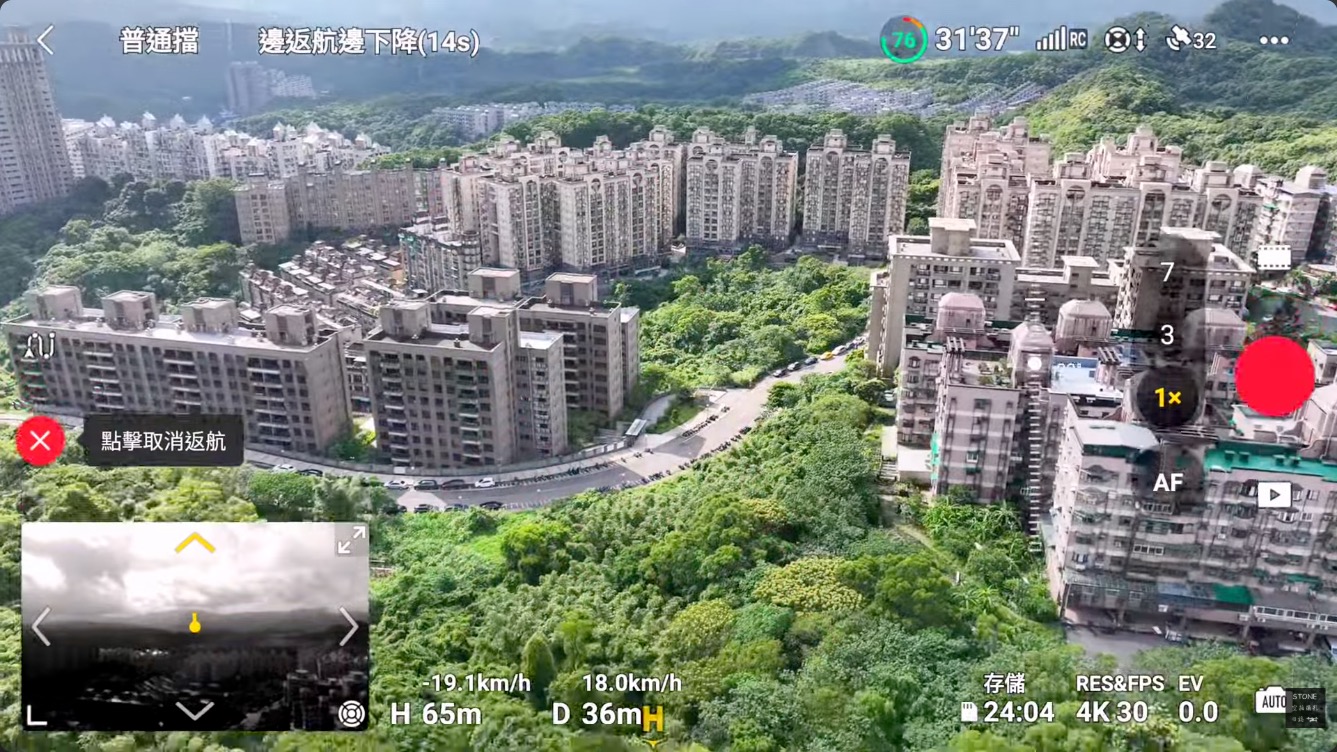 普通擋
邊返航邊下降(14s)
76
31'37"
RC
32
7
3
1×
AF
點擊取消返航
-19.1km/h
18.0km/h
H 65m
D 36m
H
存儲
24:04
RES&FPS
4K 30
EV
0.0
AUTO
STONE